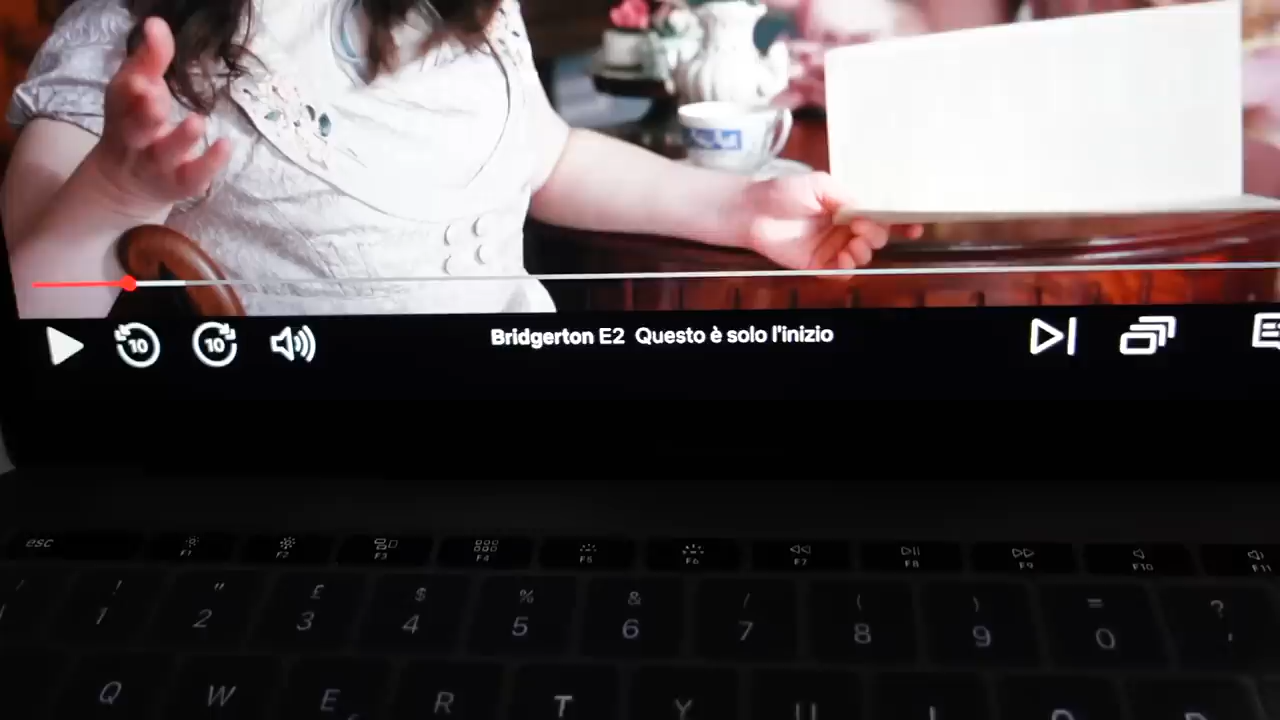 10 10 Bridgerton E2 Questo è solo l'inizio
esc F1 F2 F3 F4 F5 F6 F7 F8 F9 F10 F11
! " £ $ % & / ( ) = ?
1 2 3 4 5 6 7 8 9 0 '
Q W E R T Y U I O P